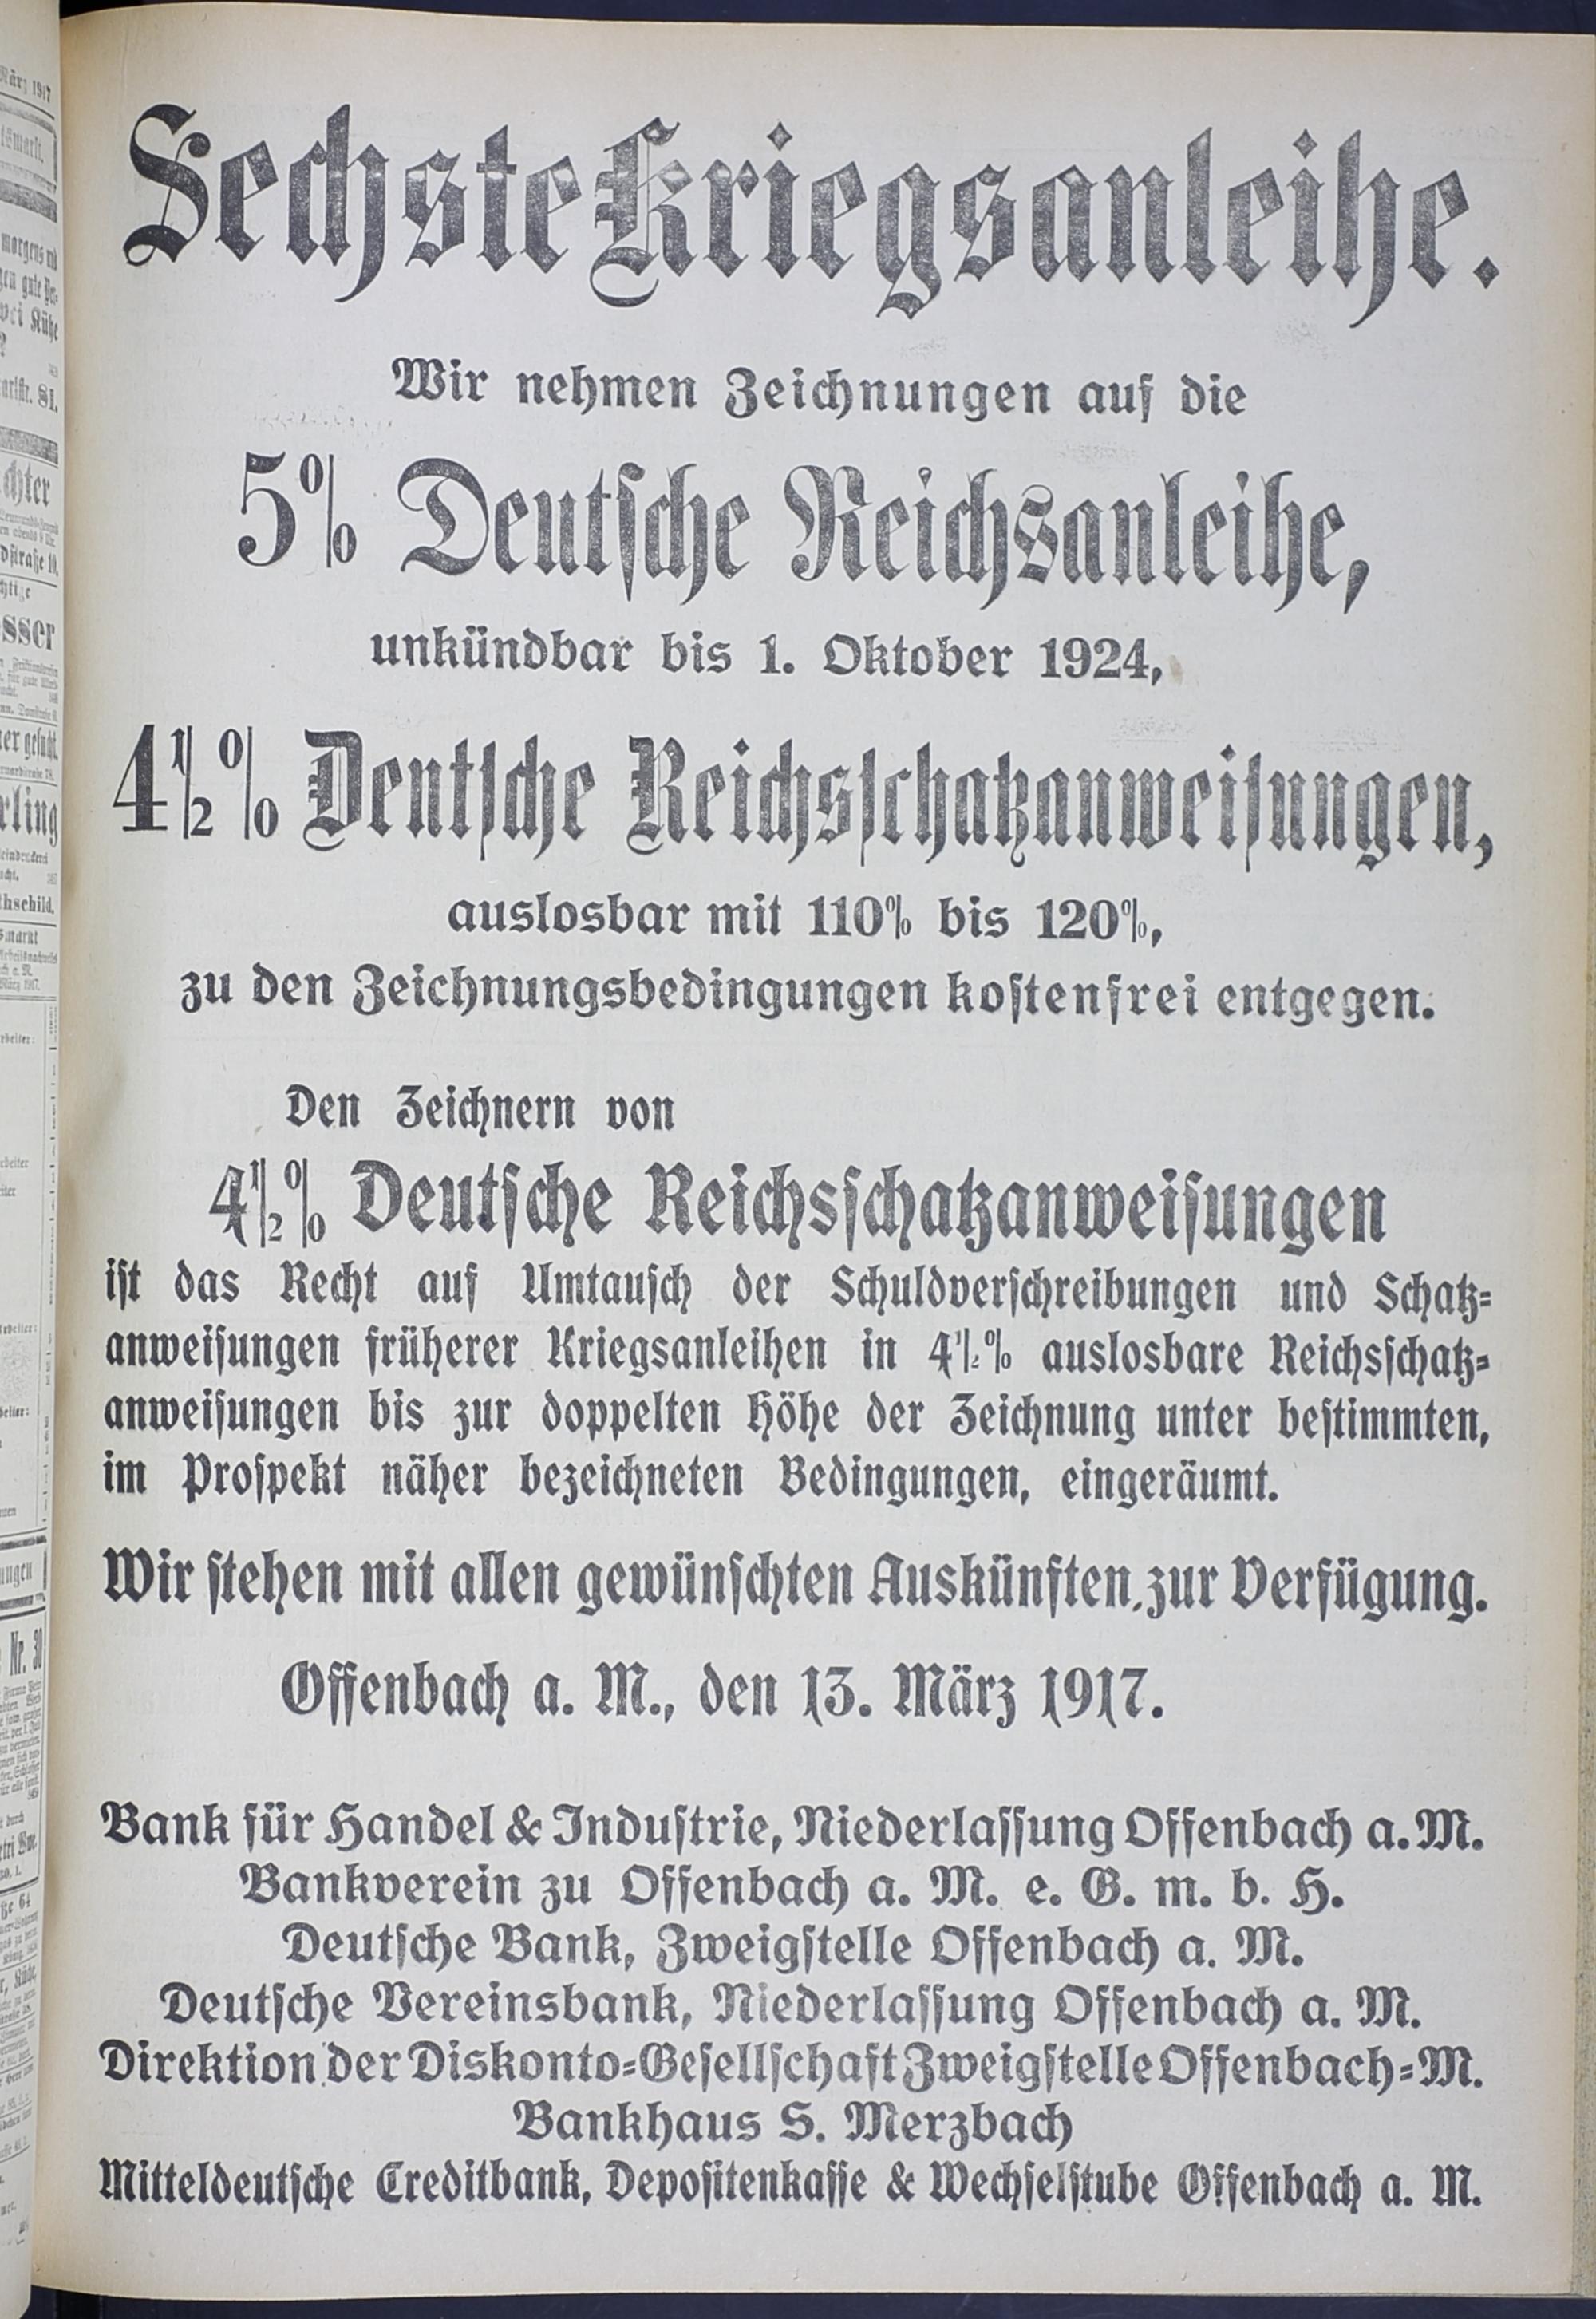 Sechste Kriegsanleihe.
Wir nehmen Zeichnungen auf die
5% Deutsche Reichsanleihe,
unkündbar bis 1. Oktober 1924,
4½% Deutsche Reichsschatzanweisungen,
auslosbar mit 110% bis 120%,
zu den Zeichnungsbedingungen kostenfrei entgegen.
Den Zeichnern von
4½% Deutsche Reichsschatzanweisungen
ist das Recht auf Umtausch der Schuldverschreibungen und Schatz-
anweisungen früherer Kriegsanleihen in 4½% auslosbare Reichsschatz-
anweisungen bis zur doppelten Höhe der Zeichnung unter bestimmten,
im Prospekt näher bezeichneten Bedingungen, eingeräumt.
Wir stehen mit allen gewünschten Auskünften zur Verfügung.
Offenbach a. M., den 13. März 1917.
Bank für Handel & Industrie, Niederlassung Offenbach a. M.
Bankverein zu Offenbach a. M. e. G. m. b. H.
Deutsche Bank, Zweigstelle Offenbach a. M.
Deutsche Vereinsbank, Niederlassung Offenbach a. M.
Direktion der Diskonto-Gesellschaft Zweigstelle Offenbach-M.
Bankhaus S. Merzbach
Mitteldeutsche Creditbank, Depositenkasse & Wechselstube Offenbach a. M.